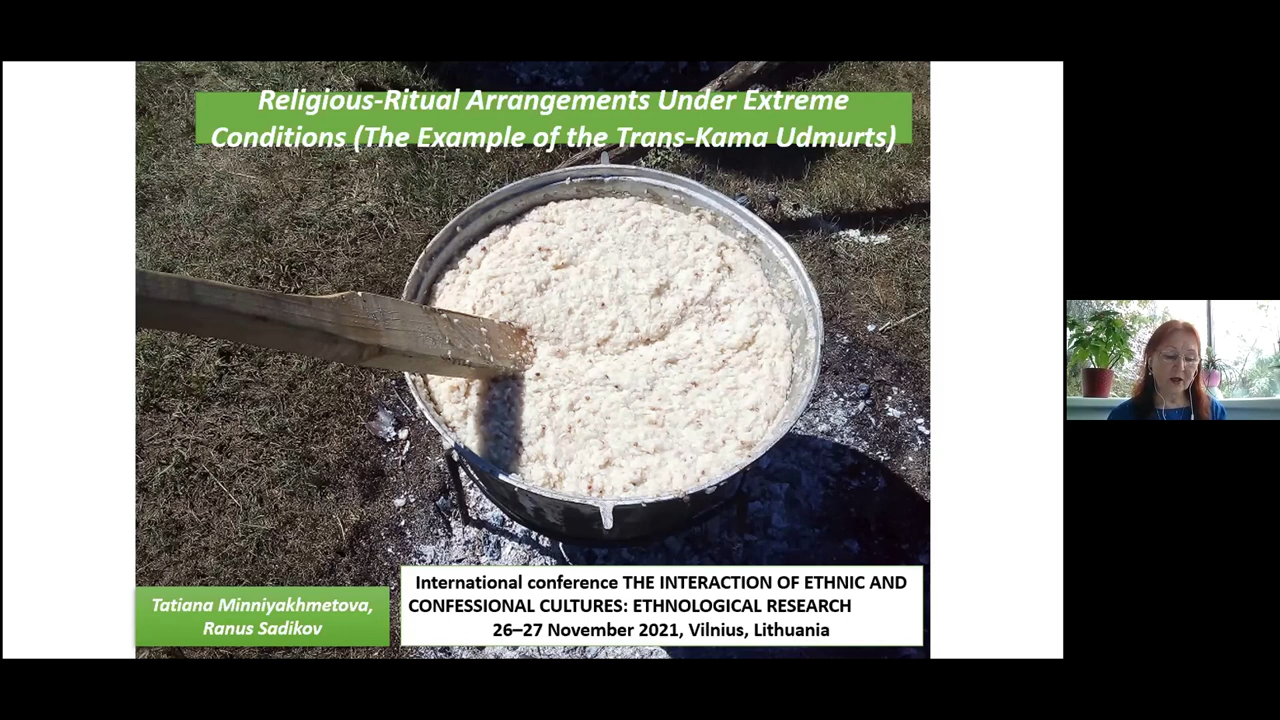 Religious-Ritual Arrangements Under Extreme
Conditions (The Example of the Trans-Kama Udmurts)
Tatiana Minniyakhmetova,
Ranus Sadikov
International conference THE INTERACTION OF ETHNIC AND
CONFESSIONAL CULTURES: ETHNOLOGICAL RESEARCH
26–27 November 2021, Vilnius, Lithuania